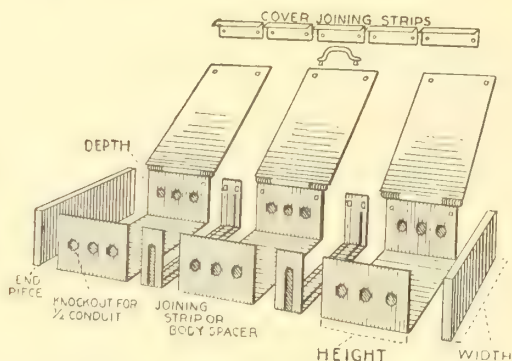 COVER JOINING STRIPS
DEPTH
END
PIECE
KNOCKOUT FOR
½ CONDUIT
JOINING
STRIP OR
BODY SPACER
HEIGHT
WIDTH